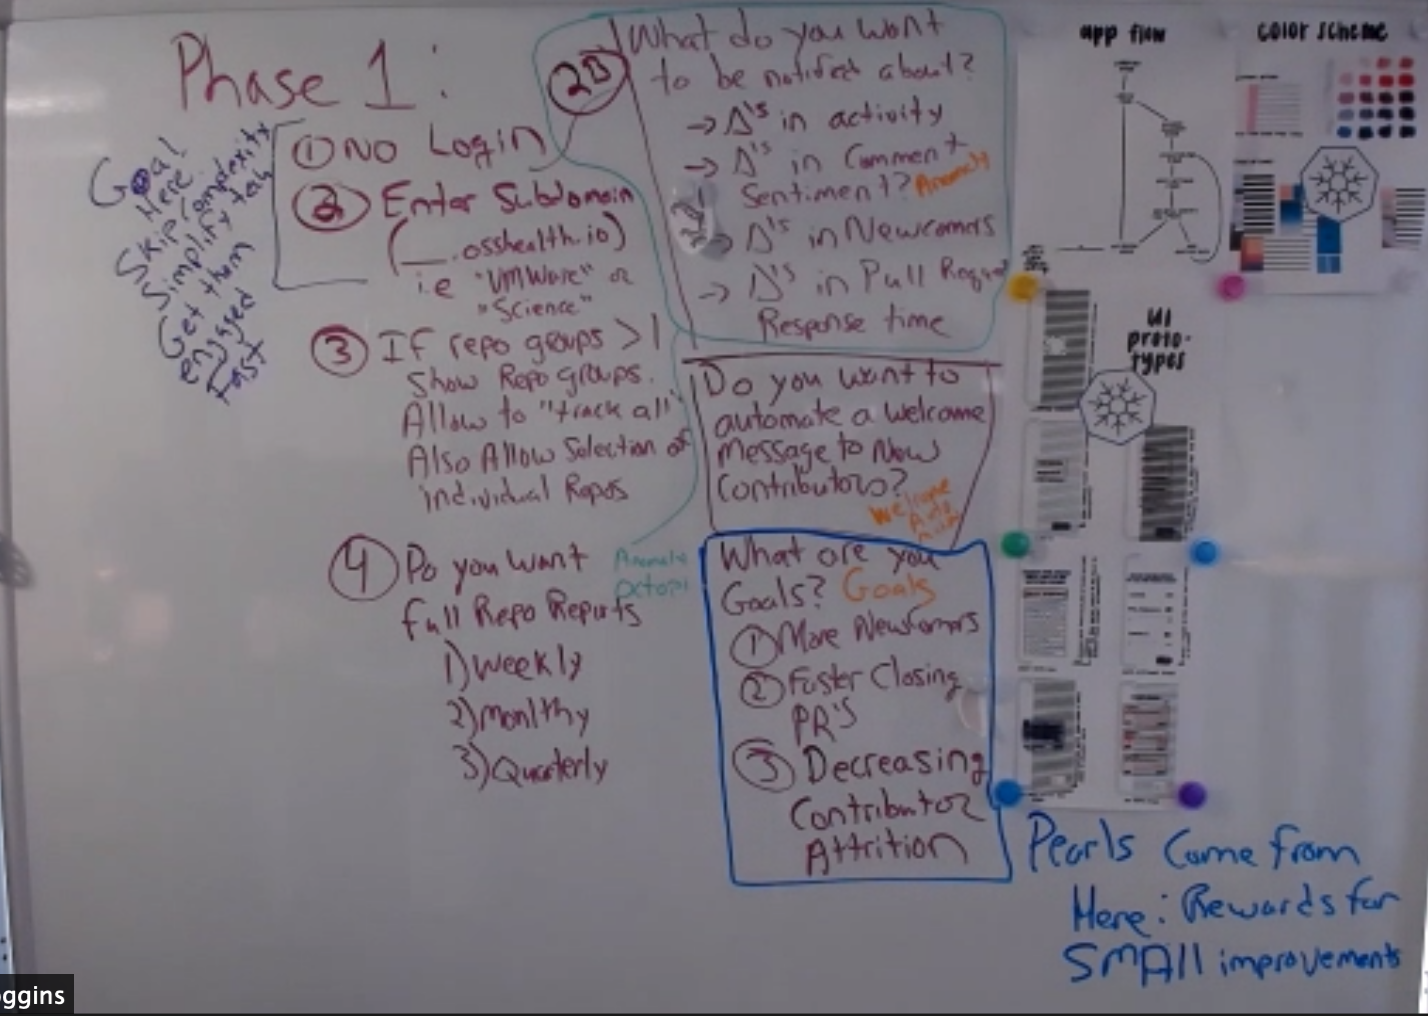 Phase 1:
Goal
Here.
Skip Complexity
Simplify tech
Get them
engaged
Fast
① No Login
② Enter Subdomain
(__.osshealth.io)
i.e "VMWare" or
"Science"
③ If repo groups > 1
Show Repo groups.
Allow to "track all"
Also Allow Selection of
individual Repos
④ Do you want
full Repo Reports
1) Weekly
2) Monlthy
3) Quarterly
2B
What do you want
to be notified about?
→ Δ's in activity
→ Δ's in Comment
Sentiment? Anomaly
→ Δ's in Newcomers
→ Δ's in Pull Request
Response time
Do you want to
automate a welcome
Message to New
Contributors?
Welcome
Anomaly
Octopi
What are you
Goals? Goals
① More Newcomers
② Faster Closing
PR's
③ Decreasing
Contributor
Attrition
app flow
color scheme
UI
proto-
types
Pearls Come from
Here: Rewards for
SMAll improvements
ggins